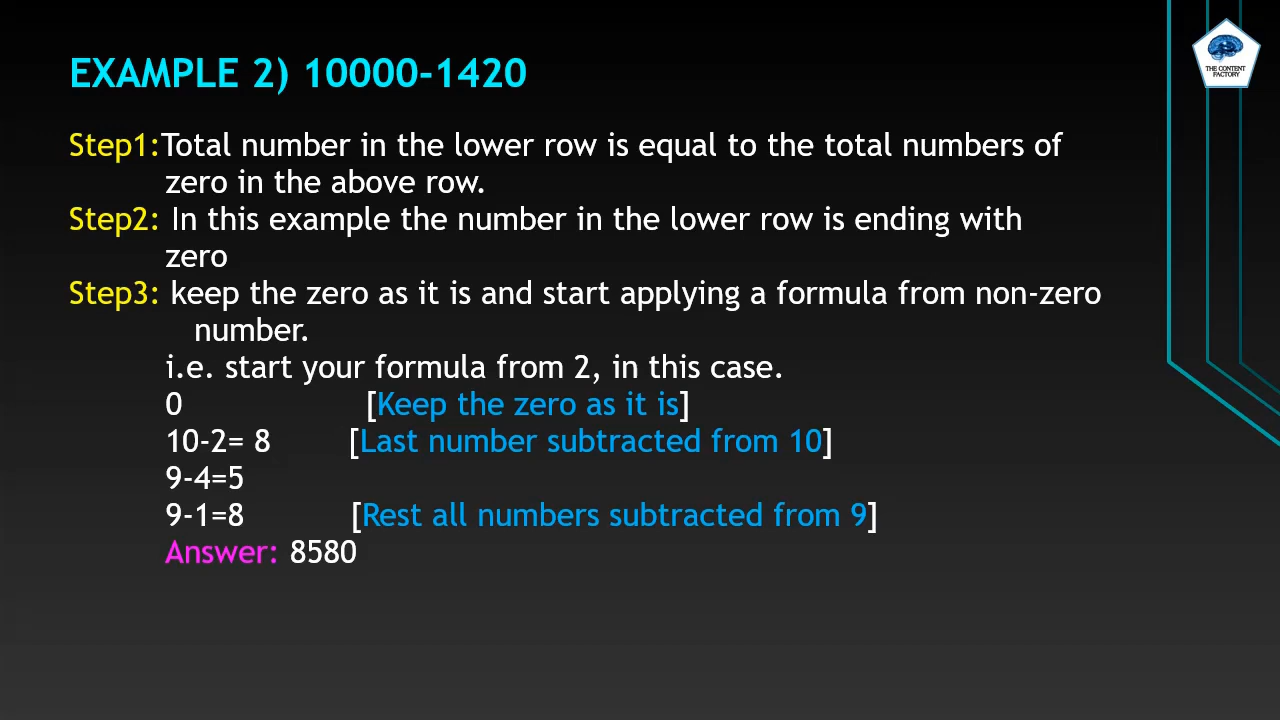 EXAMPLE 2) 10000-1420
THE CONTENT
FACTORY
Step1:Total number in the lower row is equal to the total numbers of
zero in the above row.
Step2: In this example the number in the lower row is ending with
zero
Step3: keep the zero as it is and start applying a formula from non-zero
number.
i.e. start your formula from 2, in this case.
0 [Keep the zero as it is]
10-2= 8 [Last number subtracted from 10]
9-4=5
9-1=8 [Rest all numbers subtracted from 9]
Answer: 8580